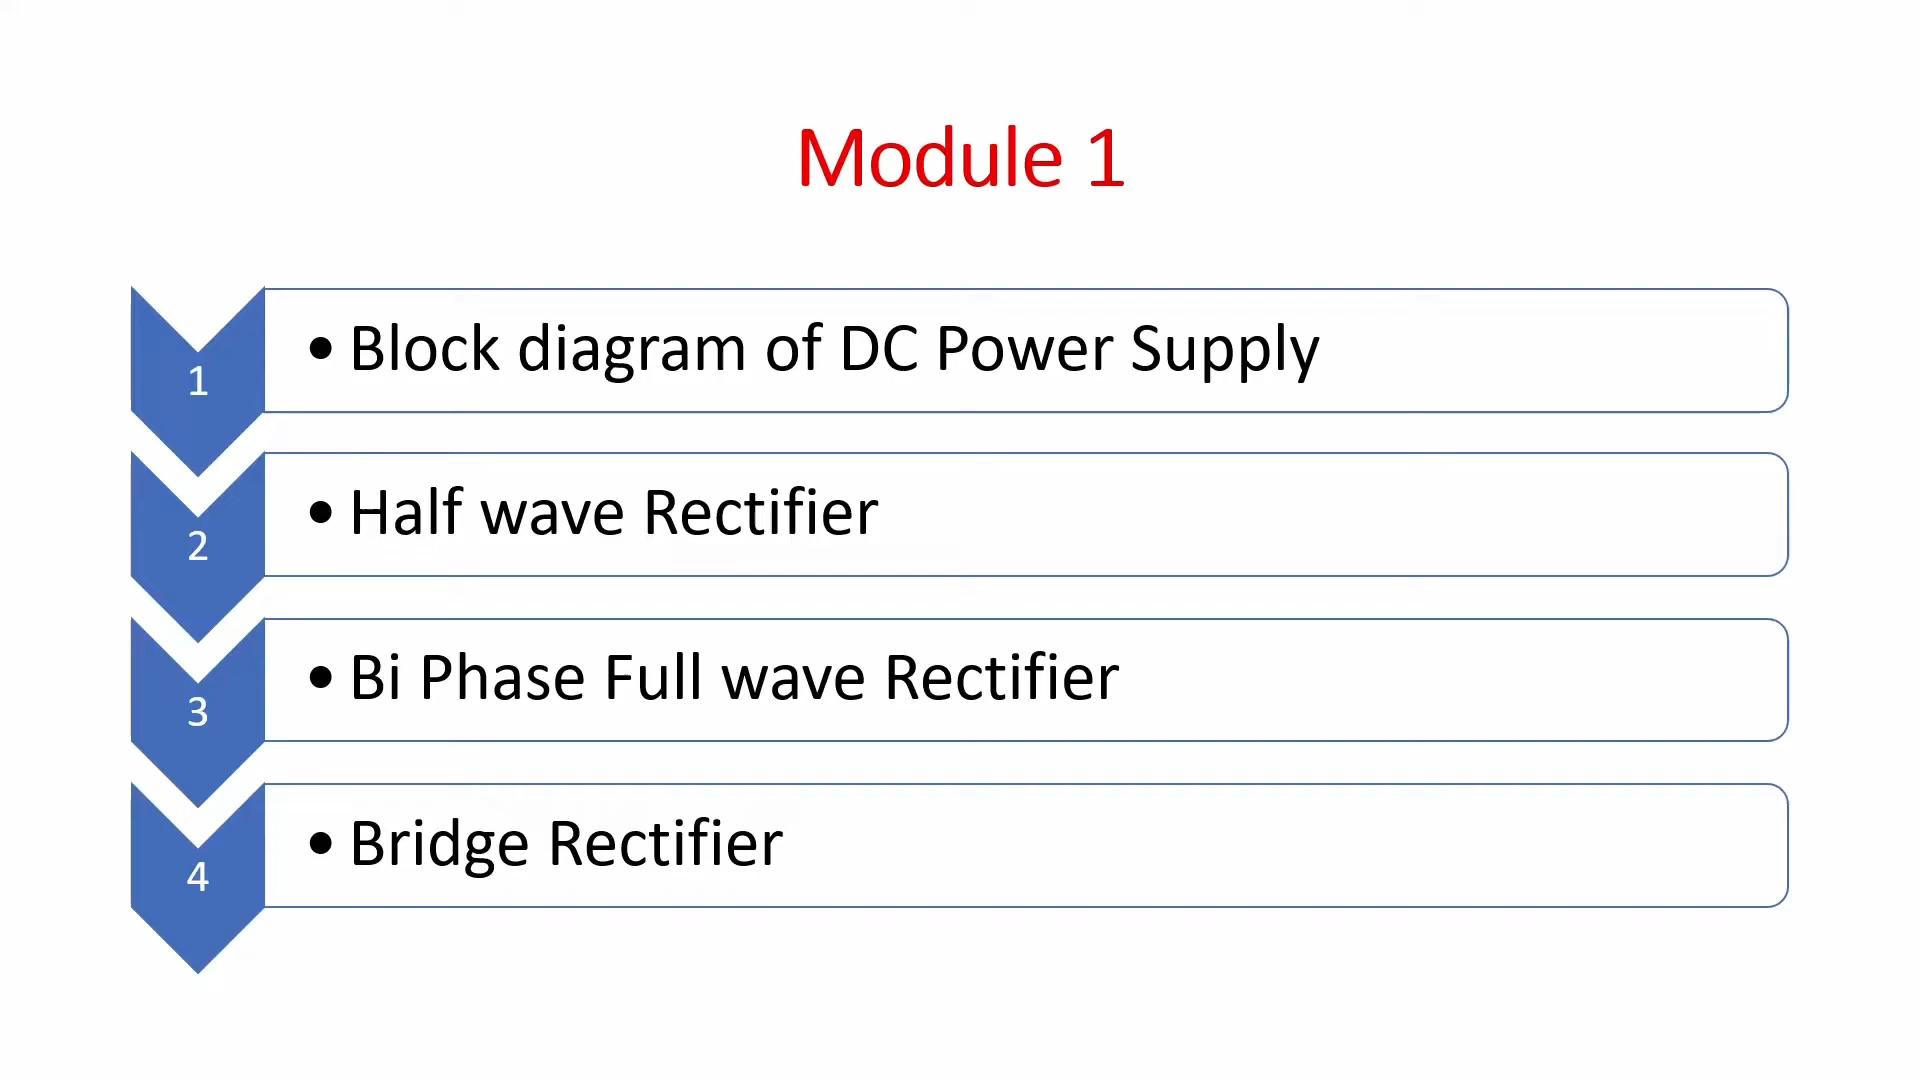 Module 1
1
• Block diagram of DC Power Supply
2
• Half wave Rectifier
3
• Bi Phase Full wave Rectifier
4
• Bridge Rectifier